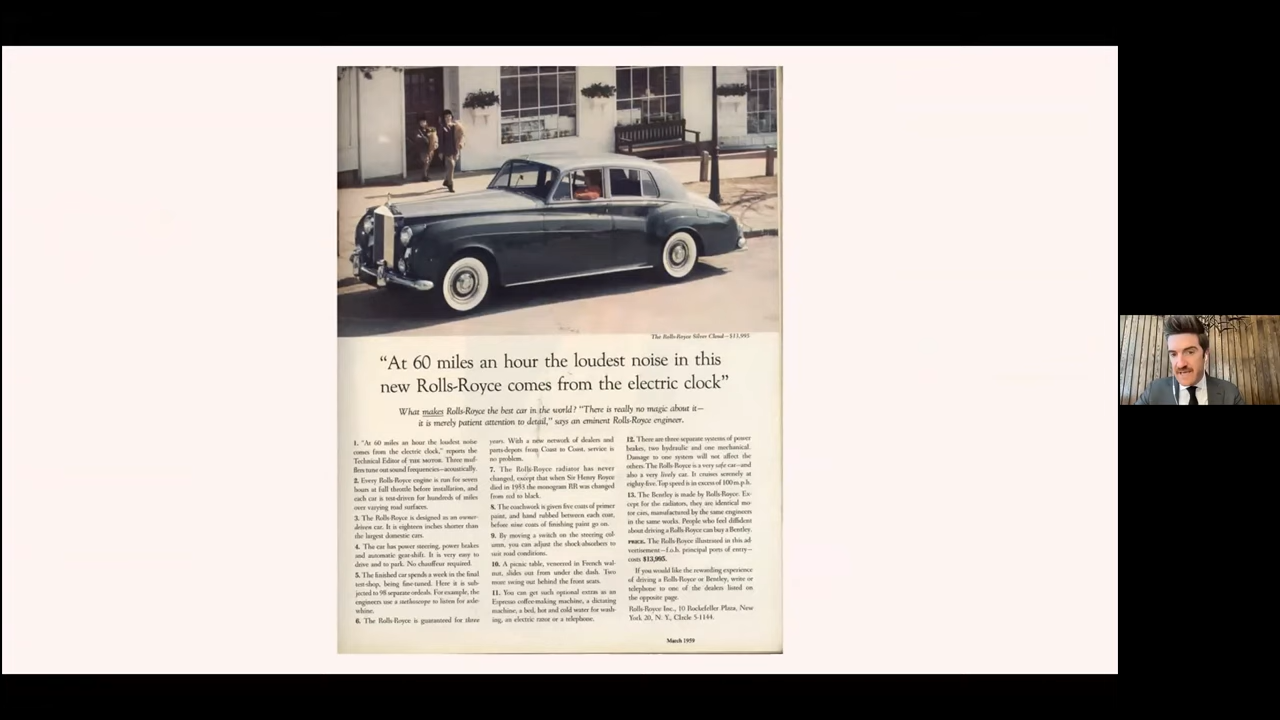 The Rolls-Royce Silver Cloud—$13,995
“At 60 miles an hour the loudest noise in this
new Rolls-Royce comes from the electric clock”
What makes Rolls-Royce the best car in the world? “There is really no magic about it—
it is merely patient attention to detail,” says an eminent Rolls-Royce engineer.
1. “At 60 miles an hour the loudest noise
comes from the electric clock,” reports the
Technical Editor of THE MOTOR. Three muf-
flers tune out sound frequencies—acoustically.
2. Every Rolls-Royce engine is run for seven
hours at full throttle before installation, and
each car is test-driven for hundreds of miles
over varying road surfaces.
3. The Rolls-Royce is designed as an owner-
driven car. It is eighteen inches shorter than
the largest domestic cars.
4. The car has power steering, power brakes
and automatic gear-shift. It is very easy to
drive and to park. No chauffeur required.
5. The finished car spends a week in the final
test-shop, being fine-tuned. Here it is sub-
jected to 98 separate ordeals. For example, the
engineers use a stethoscope to listen for axle-
whine.
6. The Rolls-Royce is guaranteed for three
years. With a new network of dealers and
parts-depots from Coast to Coast, service is
no problem.
7. The Rolls-Royce radiator has never
changed, except that when Sir Henry Royce
died in 1933 the monogram RR was changed
from red to black.
8. The coachwork is given five coats of primer
paint, and hand rubbed between each coat,
before nine coats of finishing paint go on.
9. By moving a switch on the steering col-
umn, you can adjust the shock-absorbers to
suit road conditions.
10. A picnic table, veneered in French wal-
nut, slides out from under the dash. Two
more swing out behind the front seats.
11. You can get such optional extras as an
Espresso coffee-making machine, a dictating
machine, a bed, hot and cold water for wash-
ing, an electric razor or a telephone.
12. There are three separate systems of power
brakes, two hydraulic and one mechanical.
Damage to one system will not affect the
others. The Rolls-Royce is a very safe car—and
also a very lively car. It cruises serenely at
eighty-five. Top speed is in excess of 100 m.p.h.
13. The Bentley is made by Rolls-Royce. Ex-
cept for the radiators, they are identical mo-
tor cars, manufactured by the same engineers
in the same works. People who feel diffident
about driving a Rolls-Royce can buy a Bentley.
PRICE. The Rolls-Royce illustrated in this ad-
vertisement—f.o.b. principal ports of entry—
costs $13,995.
If you would like the rewarding experience
of driving a Rolls-Royce or Bentley, write or
telephone to one of the dealers listed on
the opposite page.
Rolls-Royce Inc., 10 Rockefeller Plaza, New
York 20, N. Y., CIrcle 5-1144.
March 1959